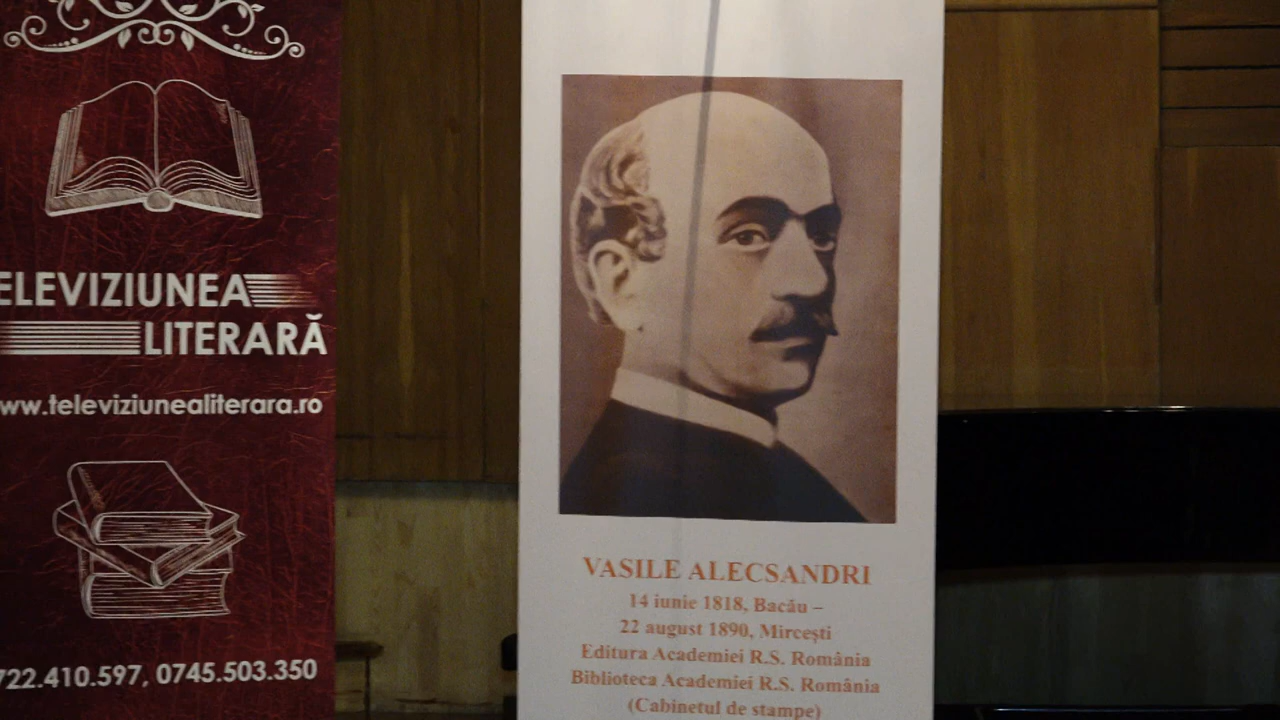 ELEVIZIUNEA
LITERARĂ
ww.televiziunealiterara.ro
722.410.597, 0745.503.350
VASILE ALECSANDRI
14 iunie 1818, Bacău –
22 august 1890, Mircești
Editura Academiei R.S. România
Biblioteca Academiei R.S. România
(Cabinetul de stampe)